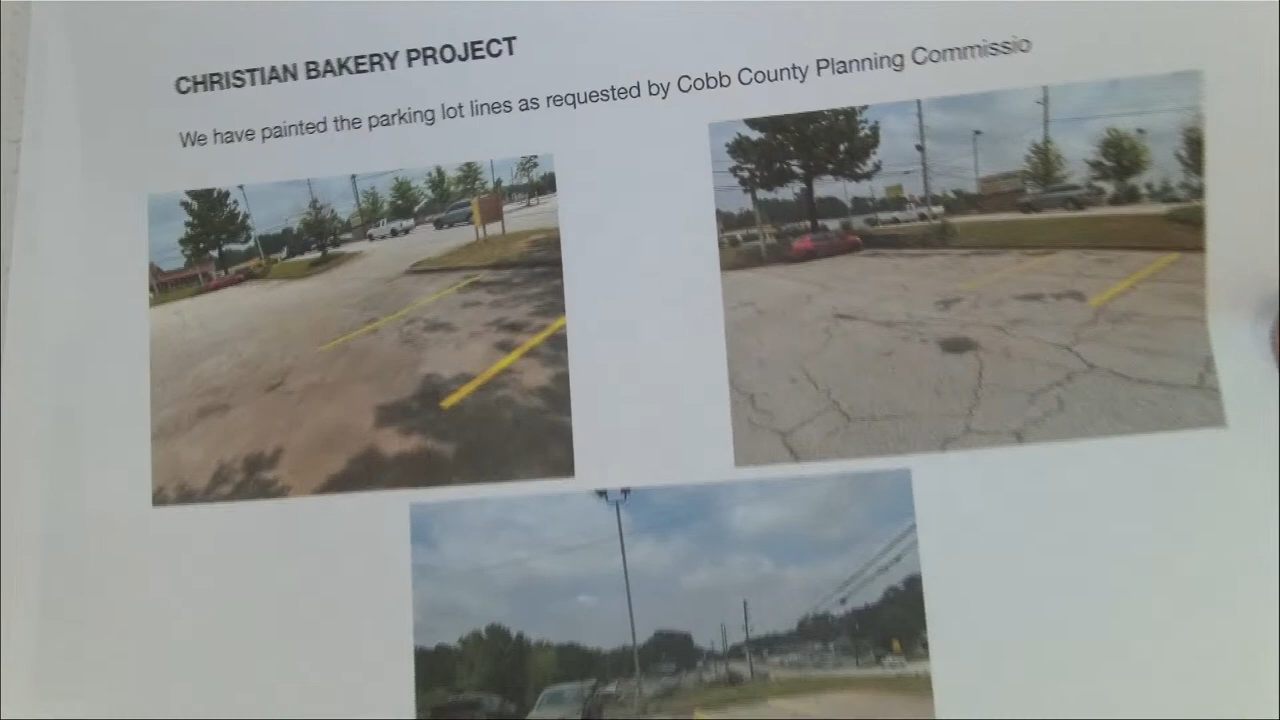 CHRISTIAN BAKERY PROJECT
We have painted the parking lot lines as requested by Cobb County Planning Commissio